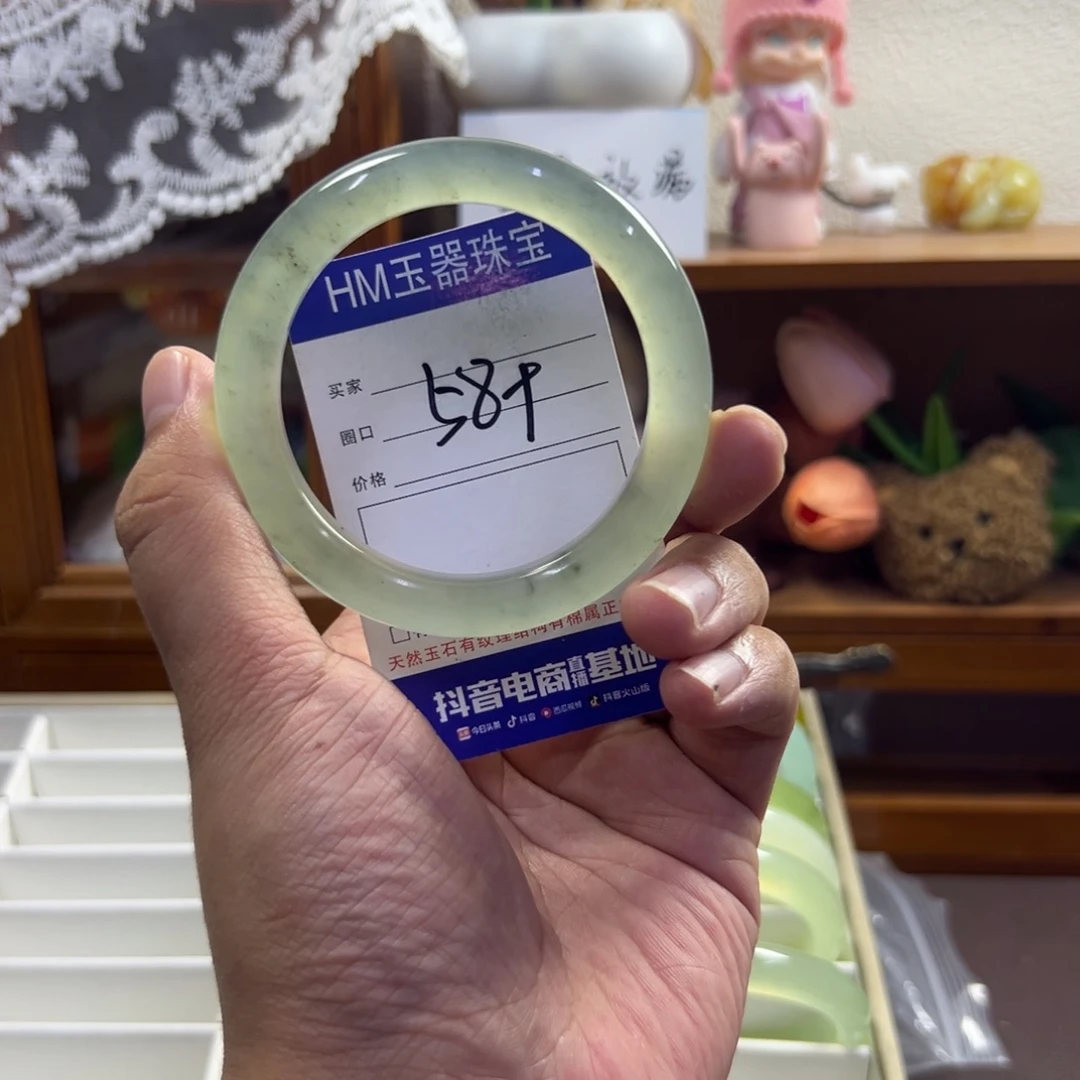 HM玉器珠宝
买家
圈口
584
价格
天然玉石有纹理结构有棉属正
抖音电商直播基地
今日头条 抖音 西瓜视频 抖音火山版